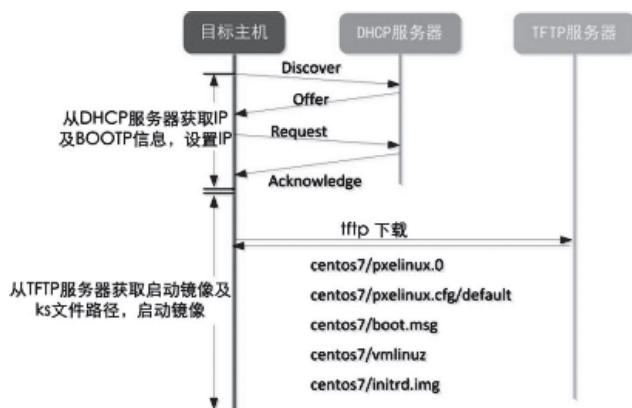 目标主机
DHCP服务器
TFTP服务器
Discover
Offer
从DHCP服务器获取IP
及BOOTP信息，设置IP
Request
Acknowledge
tftp 下载
centos7/pxelinux.0
从TFTP服务器获取启动镜像及
ks文件路径，启动镜像
centos7/pxelinux.cfg/default
centos7/boot.msg
centos7/vmlinuz
centos7/initrd.img